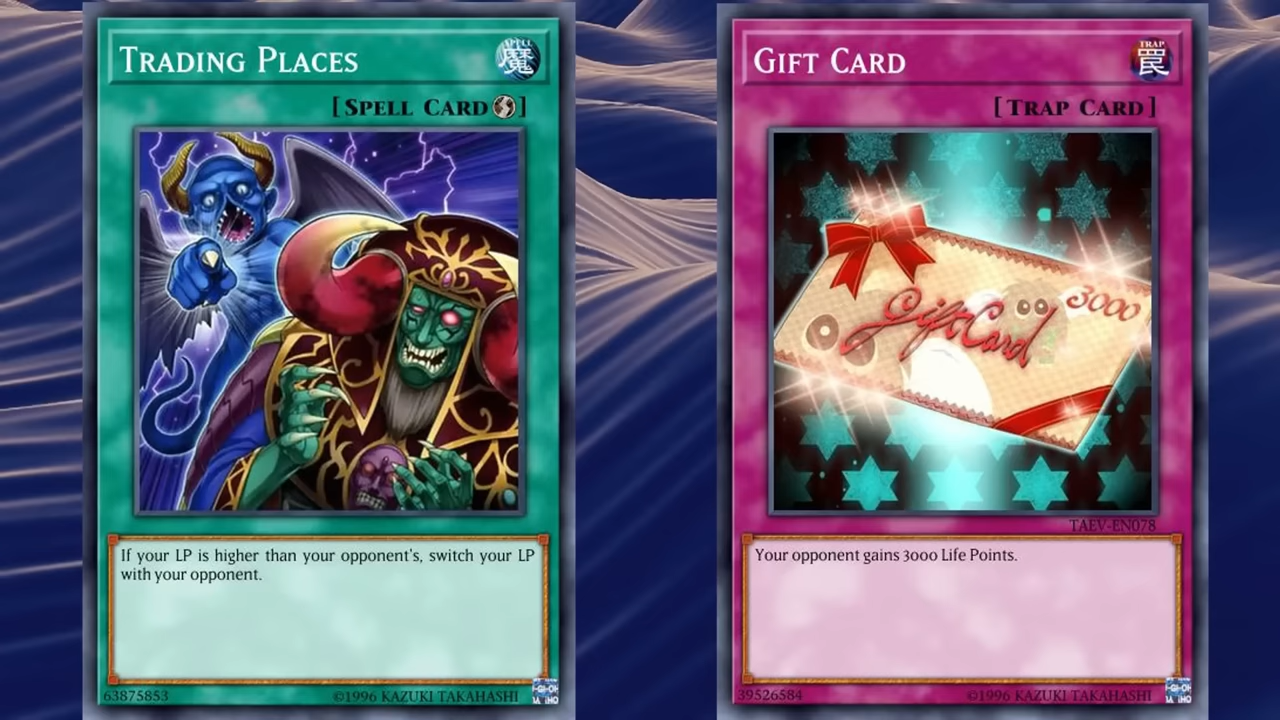 TRADING PLACES
SPELL
魔
[SPELL CARD]
If your LP is higher than your opponent's, switch your LP
with your opponent.
63875853
©1996 KAZUKI TAKAHASHI
GIFT CARD
TRAP
罠
[TRAP CARD]
3000
Gift Card
TAEV-EN078
Your opponent gains 3000 Life Points.
39526584
©1996 KAZUKI TAKAHASHI